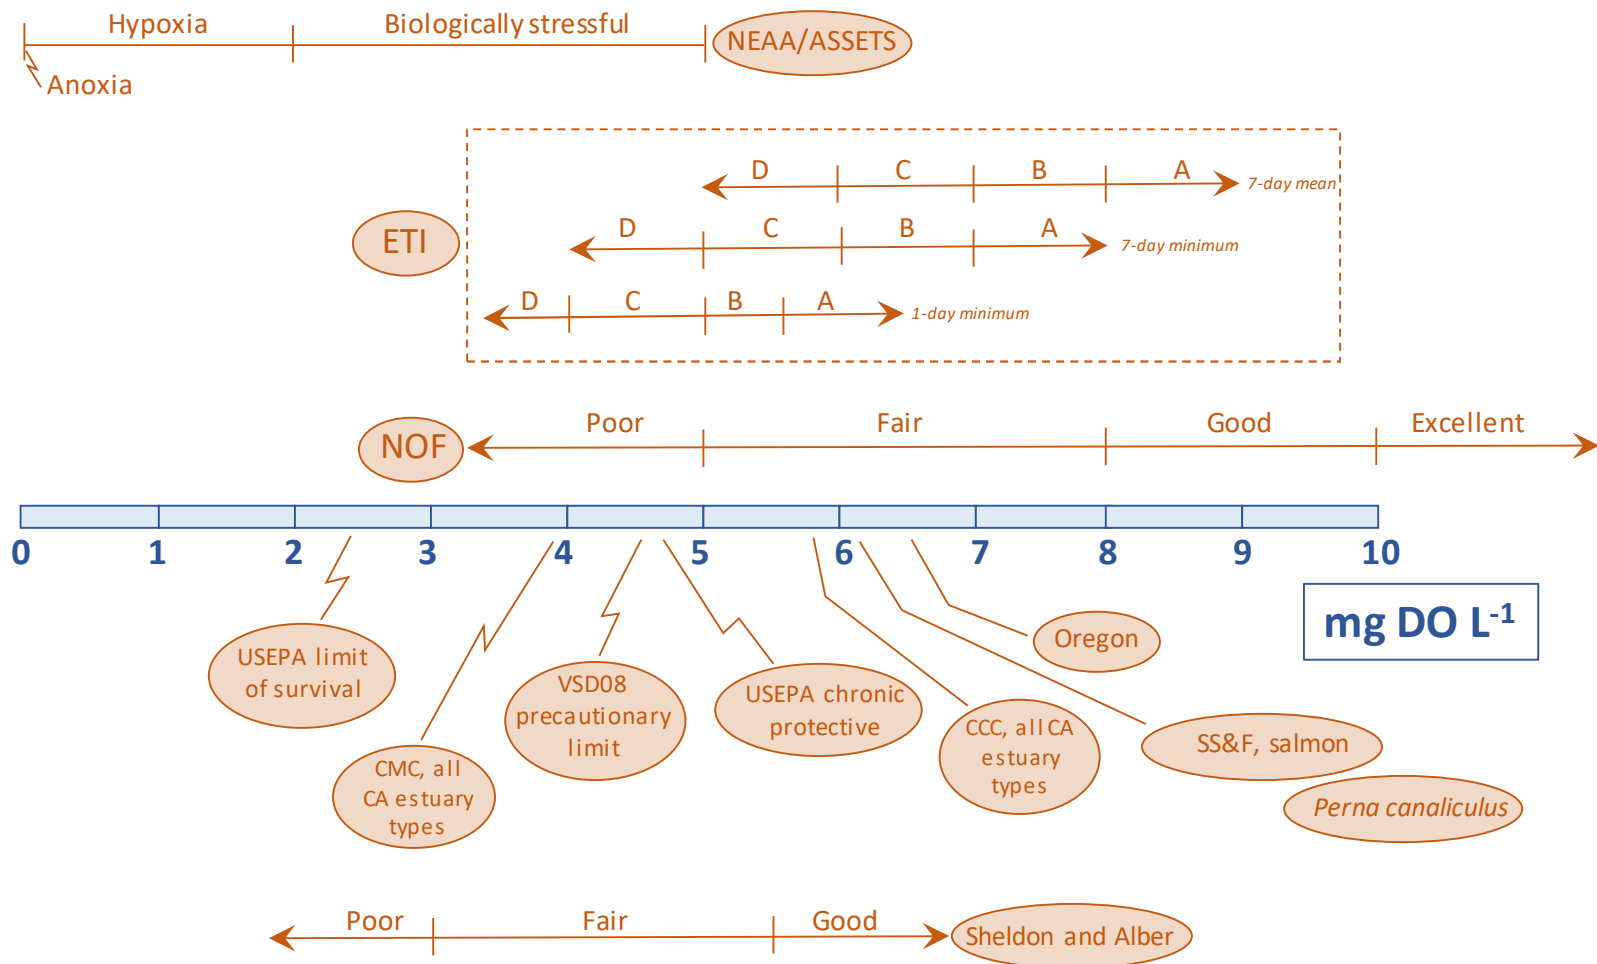 Hypoxia
Biologically stressful
NEAA/ASSETS
Anoxia
D
C
B
A
7-day mean
D
C
B
A
7-day minimum
ETI
D
C
B
A
1-day minimum
NOF
Poor
Fair
Good
Excellent
0 1 2 3 4 5 6 7 8 9 10
mg DO L-1
USEPA limit
of survival
CMC, all
CA estuary
types
VSD08
precautionary
limit
USEPA chronic
protective
CCC, all CA
estuary
types
Oregon
SS&F, salmon
Perna canaliculus
Poor
Fair
Good
Sheldon and Alber